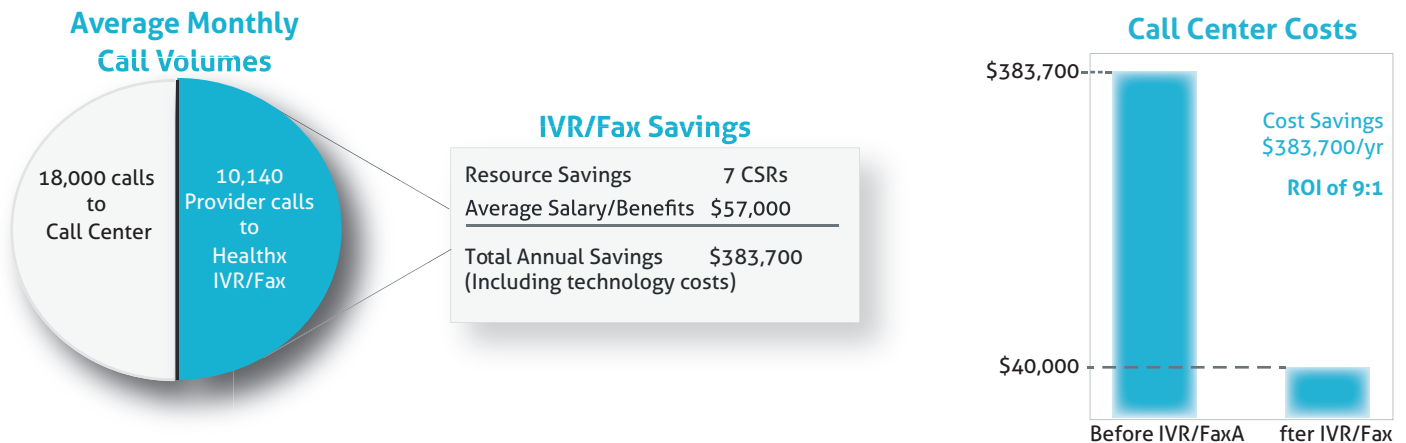 Average Monthly
Call Volumes
18,000 calls
to
Call Center
10,140
Provider calls
to
Healthx
IVR/Fax
IVR/Fax Savings
Resource Savings 7 CSRs
Average Salary/Benefits $57,000
Total Annual Savings $383,700
(Including technology costs)
Call Center Costs
$383,700
Cost Savings
$383,700/yr
ROI of 9:1
$40,000
Before IVR/FaxA fter IVR/Fax